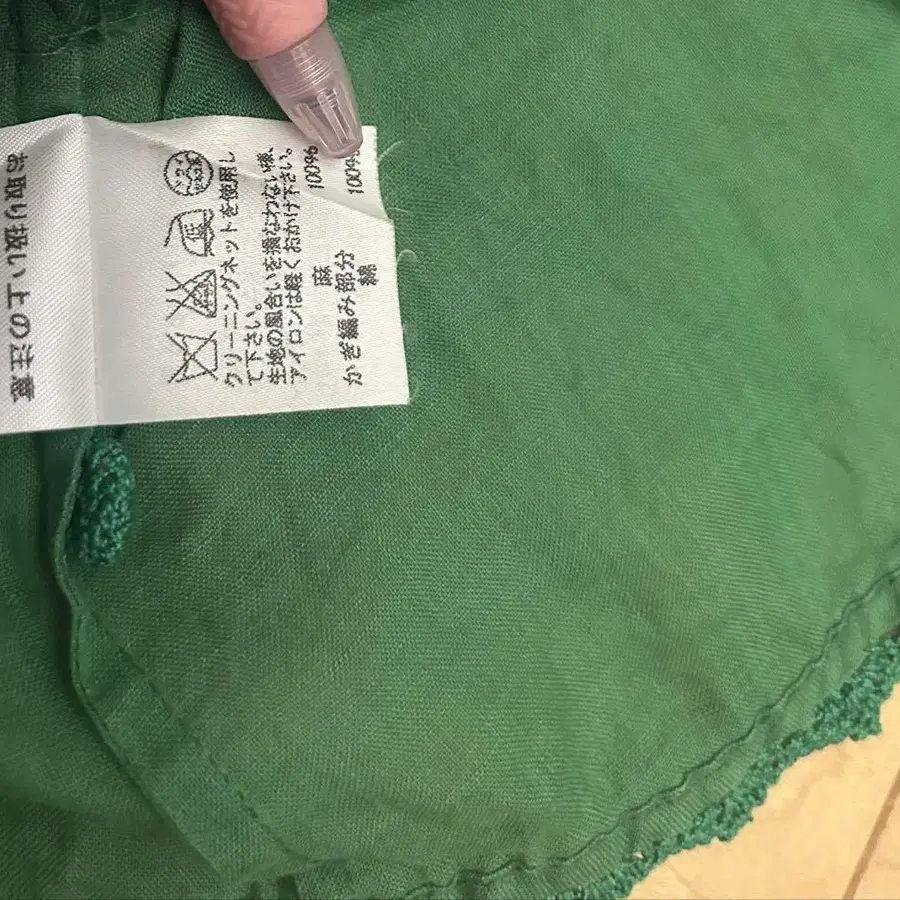 お取り扱い上の注意
クリーニングネットを使用し
て下さい。
生地の風合いを損なわない様、
アイロンは軽くおかけ下さい。
麻 100%
かぎ編み部分
綿 100%